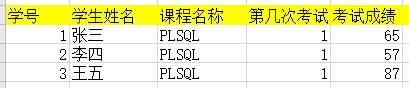 学号 学生姓名 课程名称 第几次考试 考试成绩
1 张三 PLSQL 1 65
2 李四 PLSQL 1 57
3 王五 PLSQL 1 87